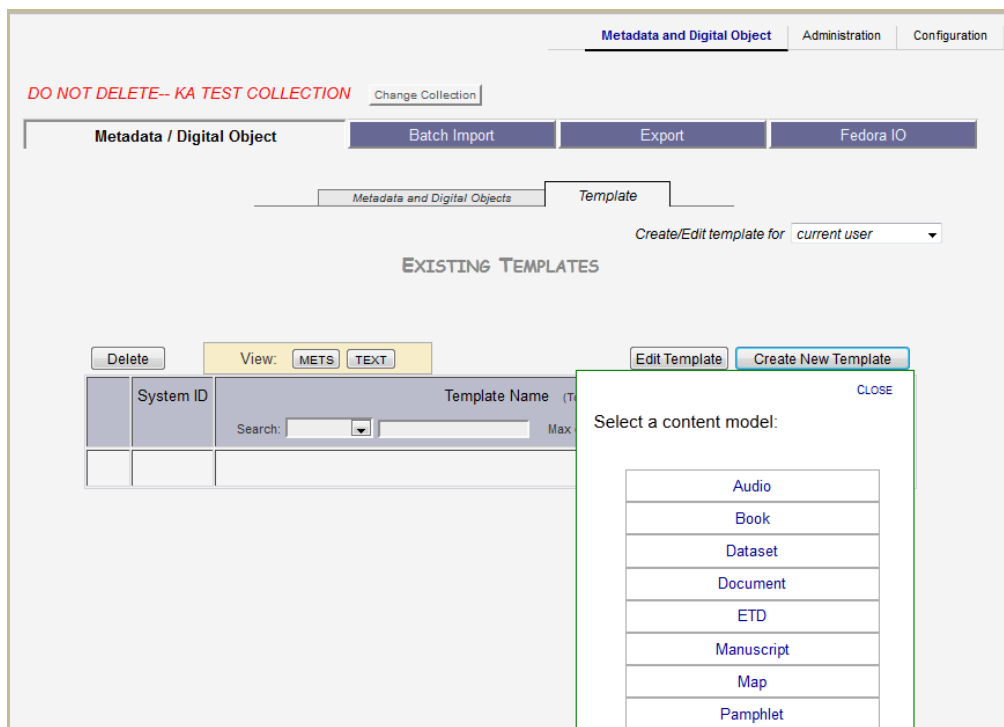 Metadata and Digital Object Administration Configuration
DO NOT DELETE-- KA TEST COLLECTION Change Collection
Metadata / Digital Object Batch Import Export Fedora IO
Metadata and Digital Objects Template
Create/Edit template for current user
EXISTING TEMPLATES
Delete View: METS TEXT Edit Template Create New Template
System ID Template Name
Search: Max
CLOSE
Select a content model:
Audio
Book
Dataset
Document
ETD
Manuscript
Map
Pamphlet